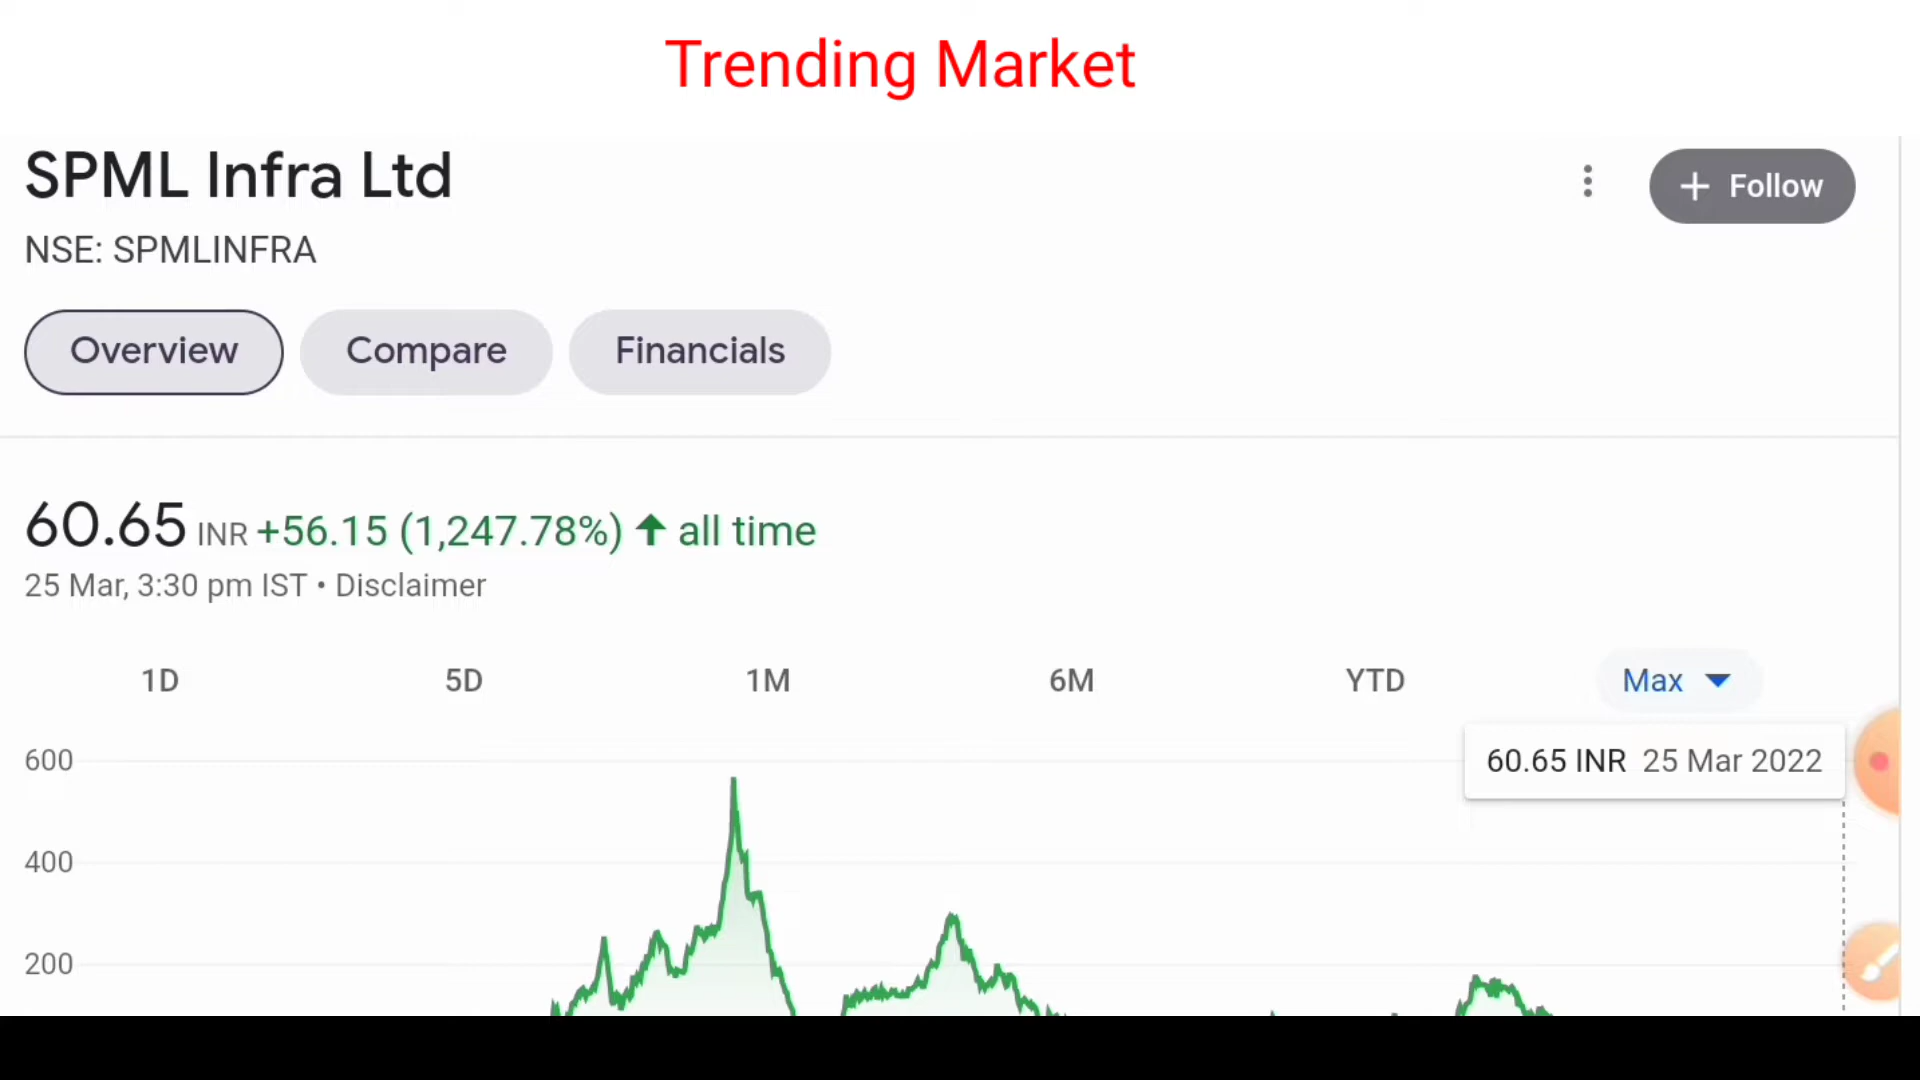 Trending Market
SPML Infra Ltd
+ Follow
NSE: SPMLINFRA
Overview Compare Financials
60.65 INR +56.15 (1,247.78%) ↑ all time
25 Mar, 3:30 pm IST • Disclaimer
1D 5D 1M 6M YTD Max
600
60.65 INR 25 Mar 2022
400
200